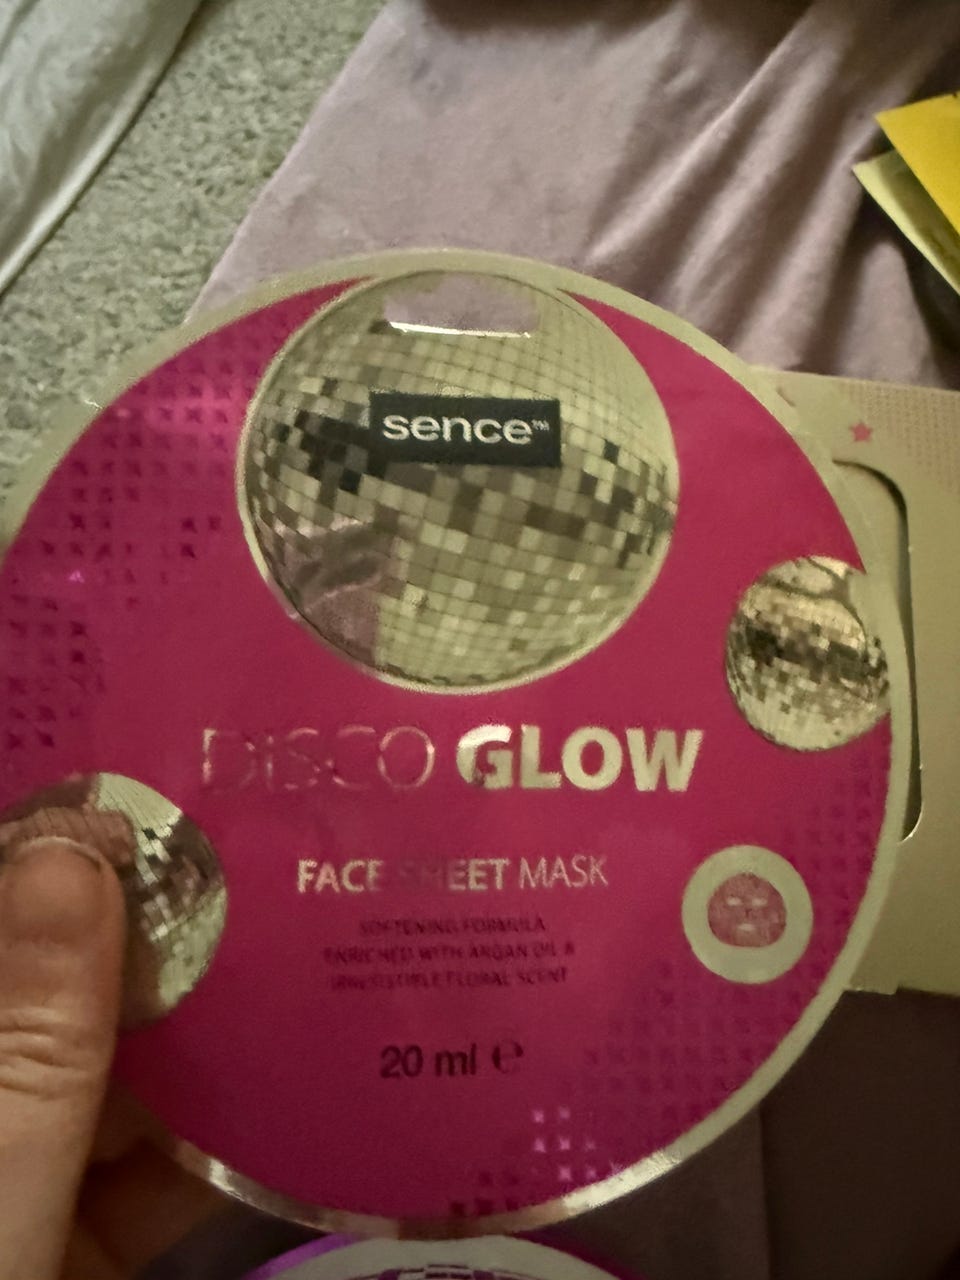 sence™
DISCO GLOW
FACE SHEET MASK
SOFTENING FORMULA
ENRICHED WITH ARGAN OIL &
IRRESISTIBLE FLORAL SCENT
20 ml ℮